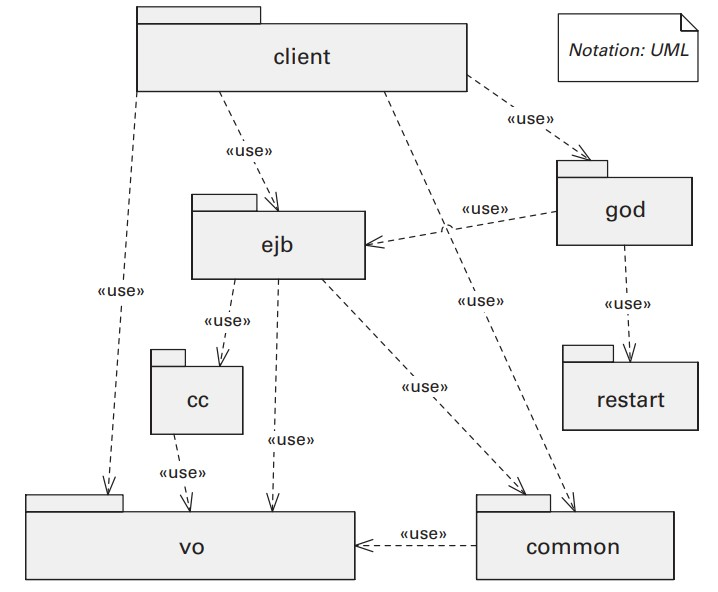 client
Notation: UML
«use»
«use»
god
«use»
ejb
«use»
«use»
«use»
«use»
cc
«use»
restart
«use»
«use»
vo
«use»
common